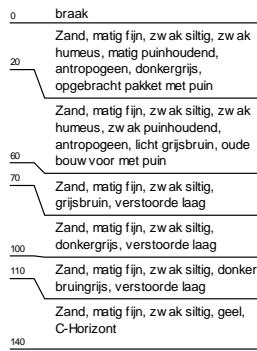 0 braak
Zand, matig fijn, zwak siltig, zwak
humeus, matig puinhoudend,
20 antropogeen, donkergrijs,
opgebracht pakket met puin
Zand, matig fijn, zwak siltig, zwak
humeus, zwak puinhoudend,
antropogeen, licht grijsbruin, oude
60 bouwvoor met puin
70 Zand, matig fijn, zwak siltig,
grijsbruin, verstoorde laag
Zand, matig fijn, zwak siltig,
100 donkergrijs, verstoorde laag
110 Zand, matig fijn, zwak siltig, donker
bruingrijs, verstoorde laag
Zand, matig fijn, zwak siltig, geel,
C-Horizont
140